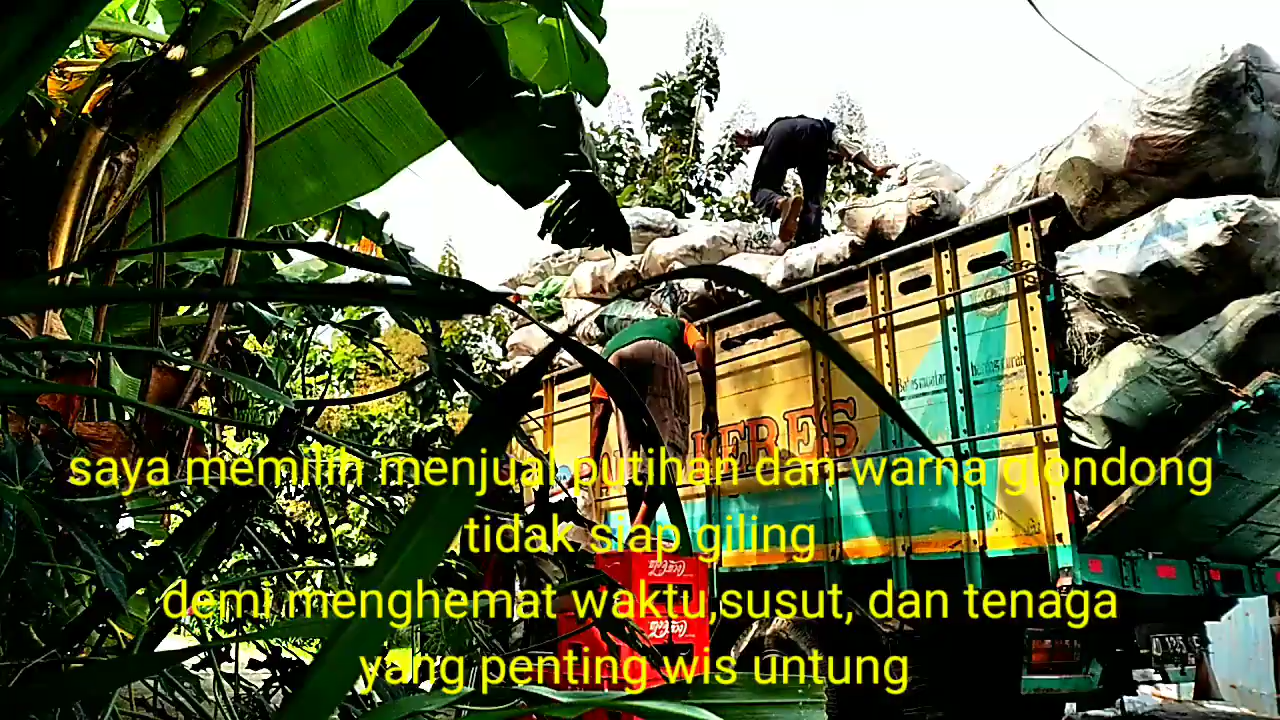 KERES
saya memilih menjual putihan dan warna glondong
tidak siap giling
demi menghemat waktu,susut, dan tenaga
yang penting wis untung